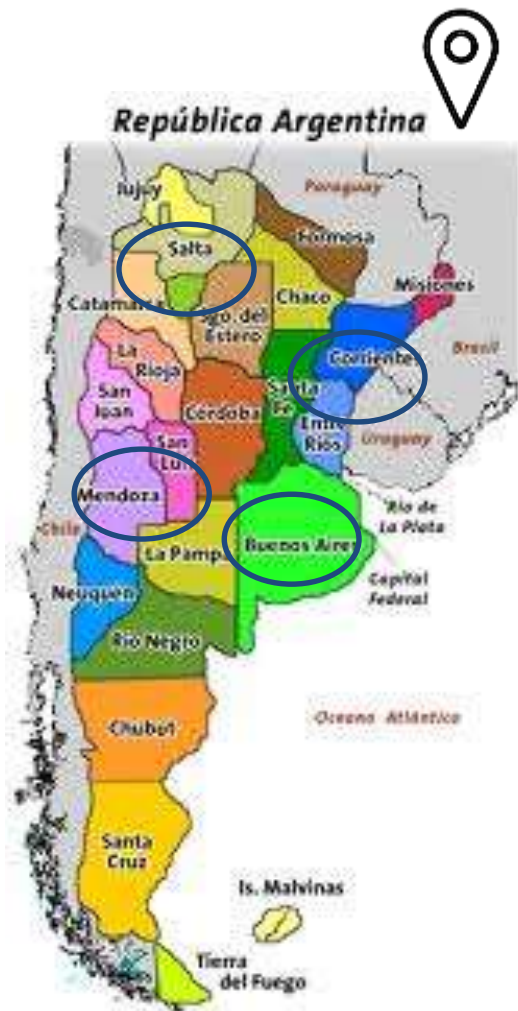 República Argentina
Jujuy
Paraguay
Salta
Formosa
Misiones
Catamarca
Chaco
Sgo. del
Estero
La
Rioja
Corrientes
Brasil
San
Juan
Santa
Fe
Córdoba
Entre
Ríos
Uruguay
San
Luis
Mendoza
Río de
La Plata
Chile
Buenos Aires
La Pampa
Capital
Federal
Neuquén
Río Negro
Oceano Atlántico
Chubut
Santa
Cruz
Is. Malvinas
Tierra
del Fuego